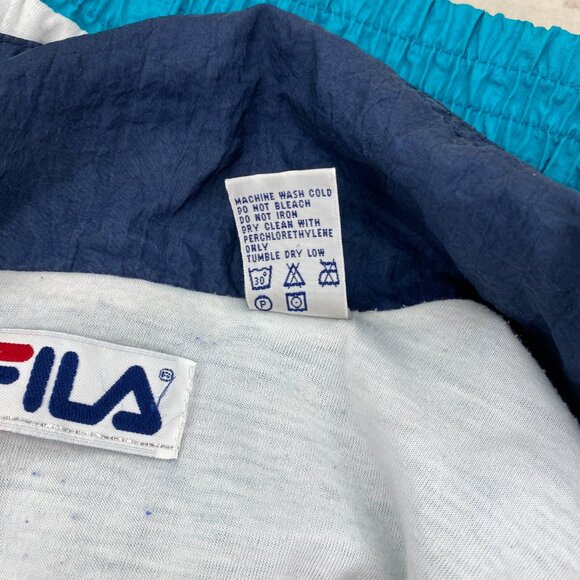 MACHINE WASH COLD
DO NOT BLEACH
DO NOT IRON
DRY CLEAN WITH
PERCHLORETHYLENE
ONLY
TUMBLE DRY LOW
30°
P
FILA®